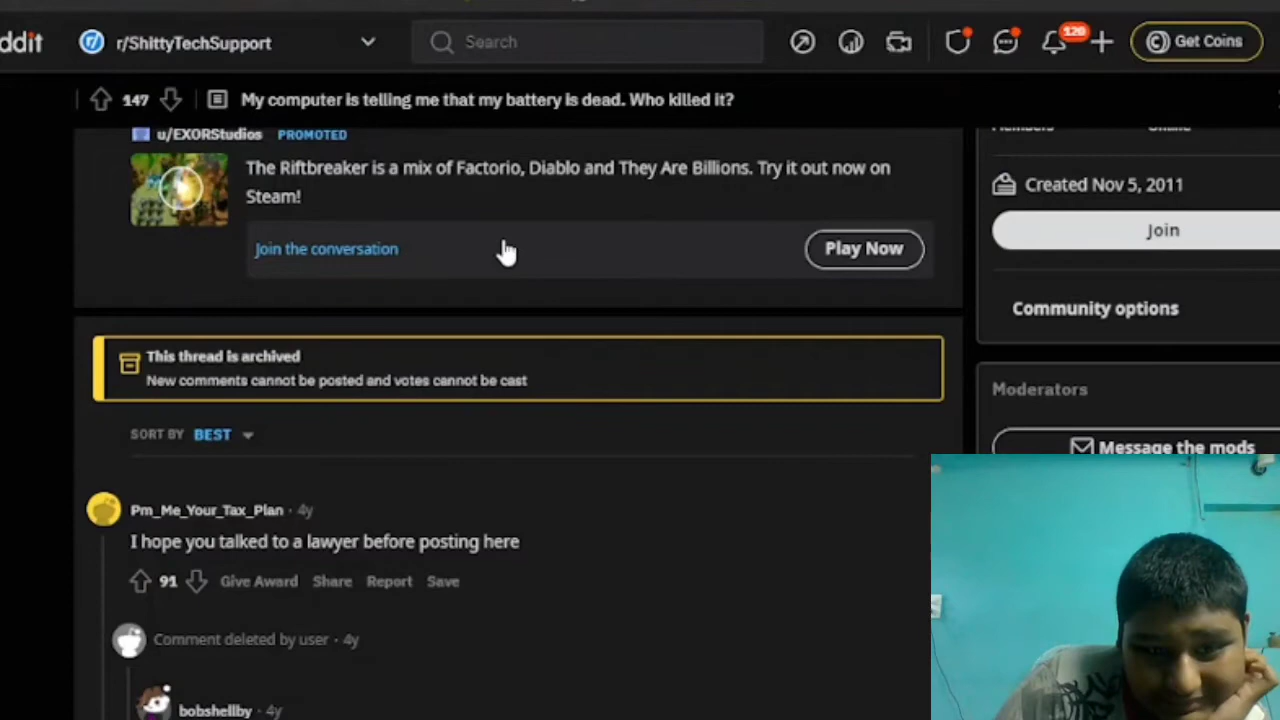 ddit r/ShittyTechSupport Search 120 Get Coins
147 My computer is telling me that my battery is dead. Who killed it?
u/EXORStudios PROMOTED
The Riftbreaker is a mix of Factorio, Diablo and They Are Billions. Try it out now on
Steam!
Join the conversation Play Now
Members Online
Created Nov 5, 2011
Join
Community options
This thread is archived
New comments cannot be posted and votes cannot be cast
SORT BY BEST
Moderators
Message the mods
Pm_Me_Your_Tax_Plan · 4y
I hope you talked to a lawyer before posting here
91 Give Award Share Report Save
Comment deleted by user · 4y
bobshellby · 4y